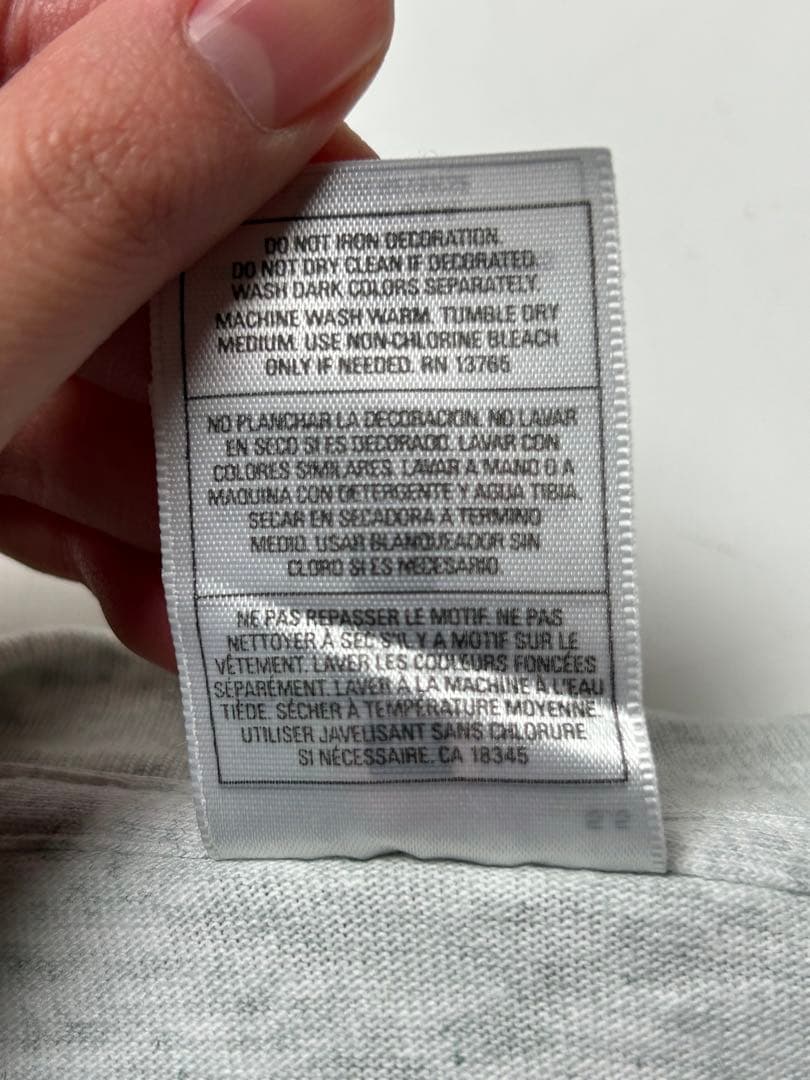 DO NOT IRON DECORATION.
DO NOT DRY CLEAN IF DECORATED.
WASH DARK COLORS SEPARATELY.
MACHINE WASH WARM. TUMBLE DRY
MEDIUM. USE NON-CHLORINE BLEACH
ONLY IF NEEDED. RN 13765
NO PLANCHAR LA DECORACION. NO LAVAR
EN SECO SI ES DECORADO. LAVAR CON
COLORES SIMILARES. LAVAR A MANO O A
MAQUINA CON DETERGENTE Y AGUA TIBIA.
SECAR EN SECADORA A TERMINO
MEDIO. USAR BLANQUEADOR SIN
CLORO SI ES NECESARIO.
NE PAS REPASSER LE MOTIF. NE PAS
NETTOYER À SEC S'IL Y A MOTIF SUR LE
VÊTEMENT. LAVER LES COULEURS FONCÉES
SÉPARÉMENT. LAVER À LA MACHINE À L'EAU
TIÈDE. SÉCHER À TEMPÉRATURE MOYENNE.
UTILISER JAVELISANT SANS CHLORURE
SI NÉCESSAIRE. CA 18345